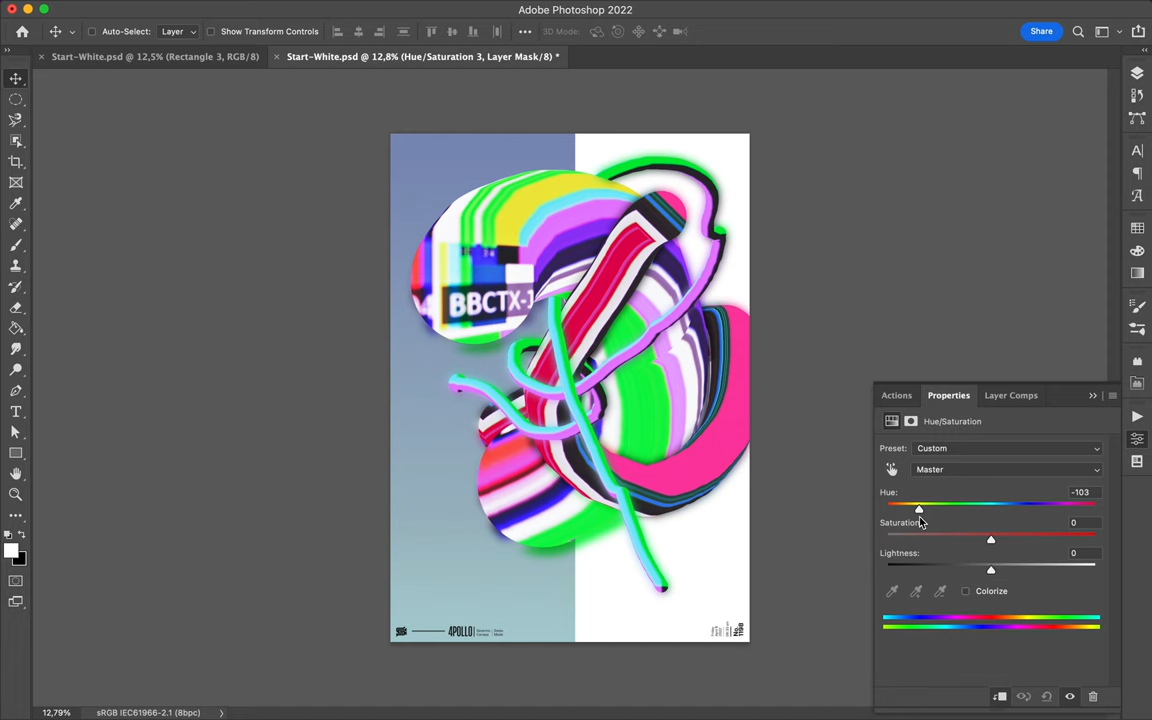 Adobe Photoshop 2022
Auto-Select: Layer Show Transform Controls 3D Mode: Share
Start-White.psd @ 12,5% (Rectangle 3, RGB/8) Start-White.psd @ 12,8% (Hue/Saturation 3, Layer Mask/8) *
BBCTX-1
4POLLO
No. 1198
Actions Properties Layer Comps
Hue/Saturation
Preset: Custom
Master
Hue: -103
Saturation: 0
Lightness: 0
Colorize
12,79% sRGB IEC61966-2.1 (8bpc)